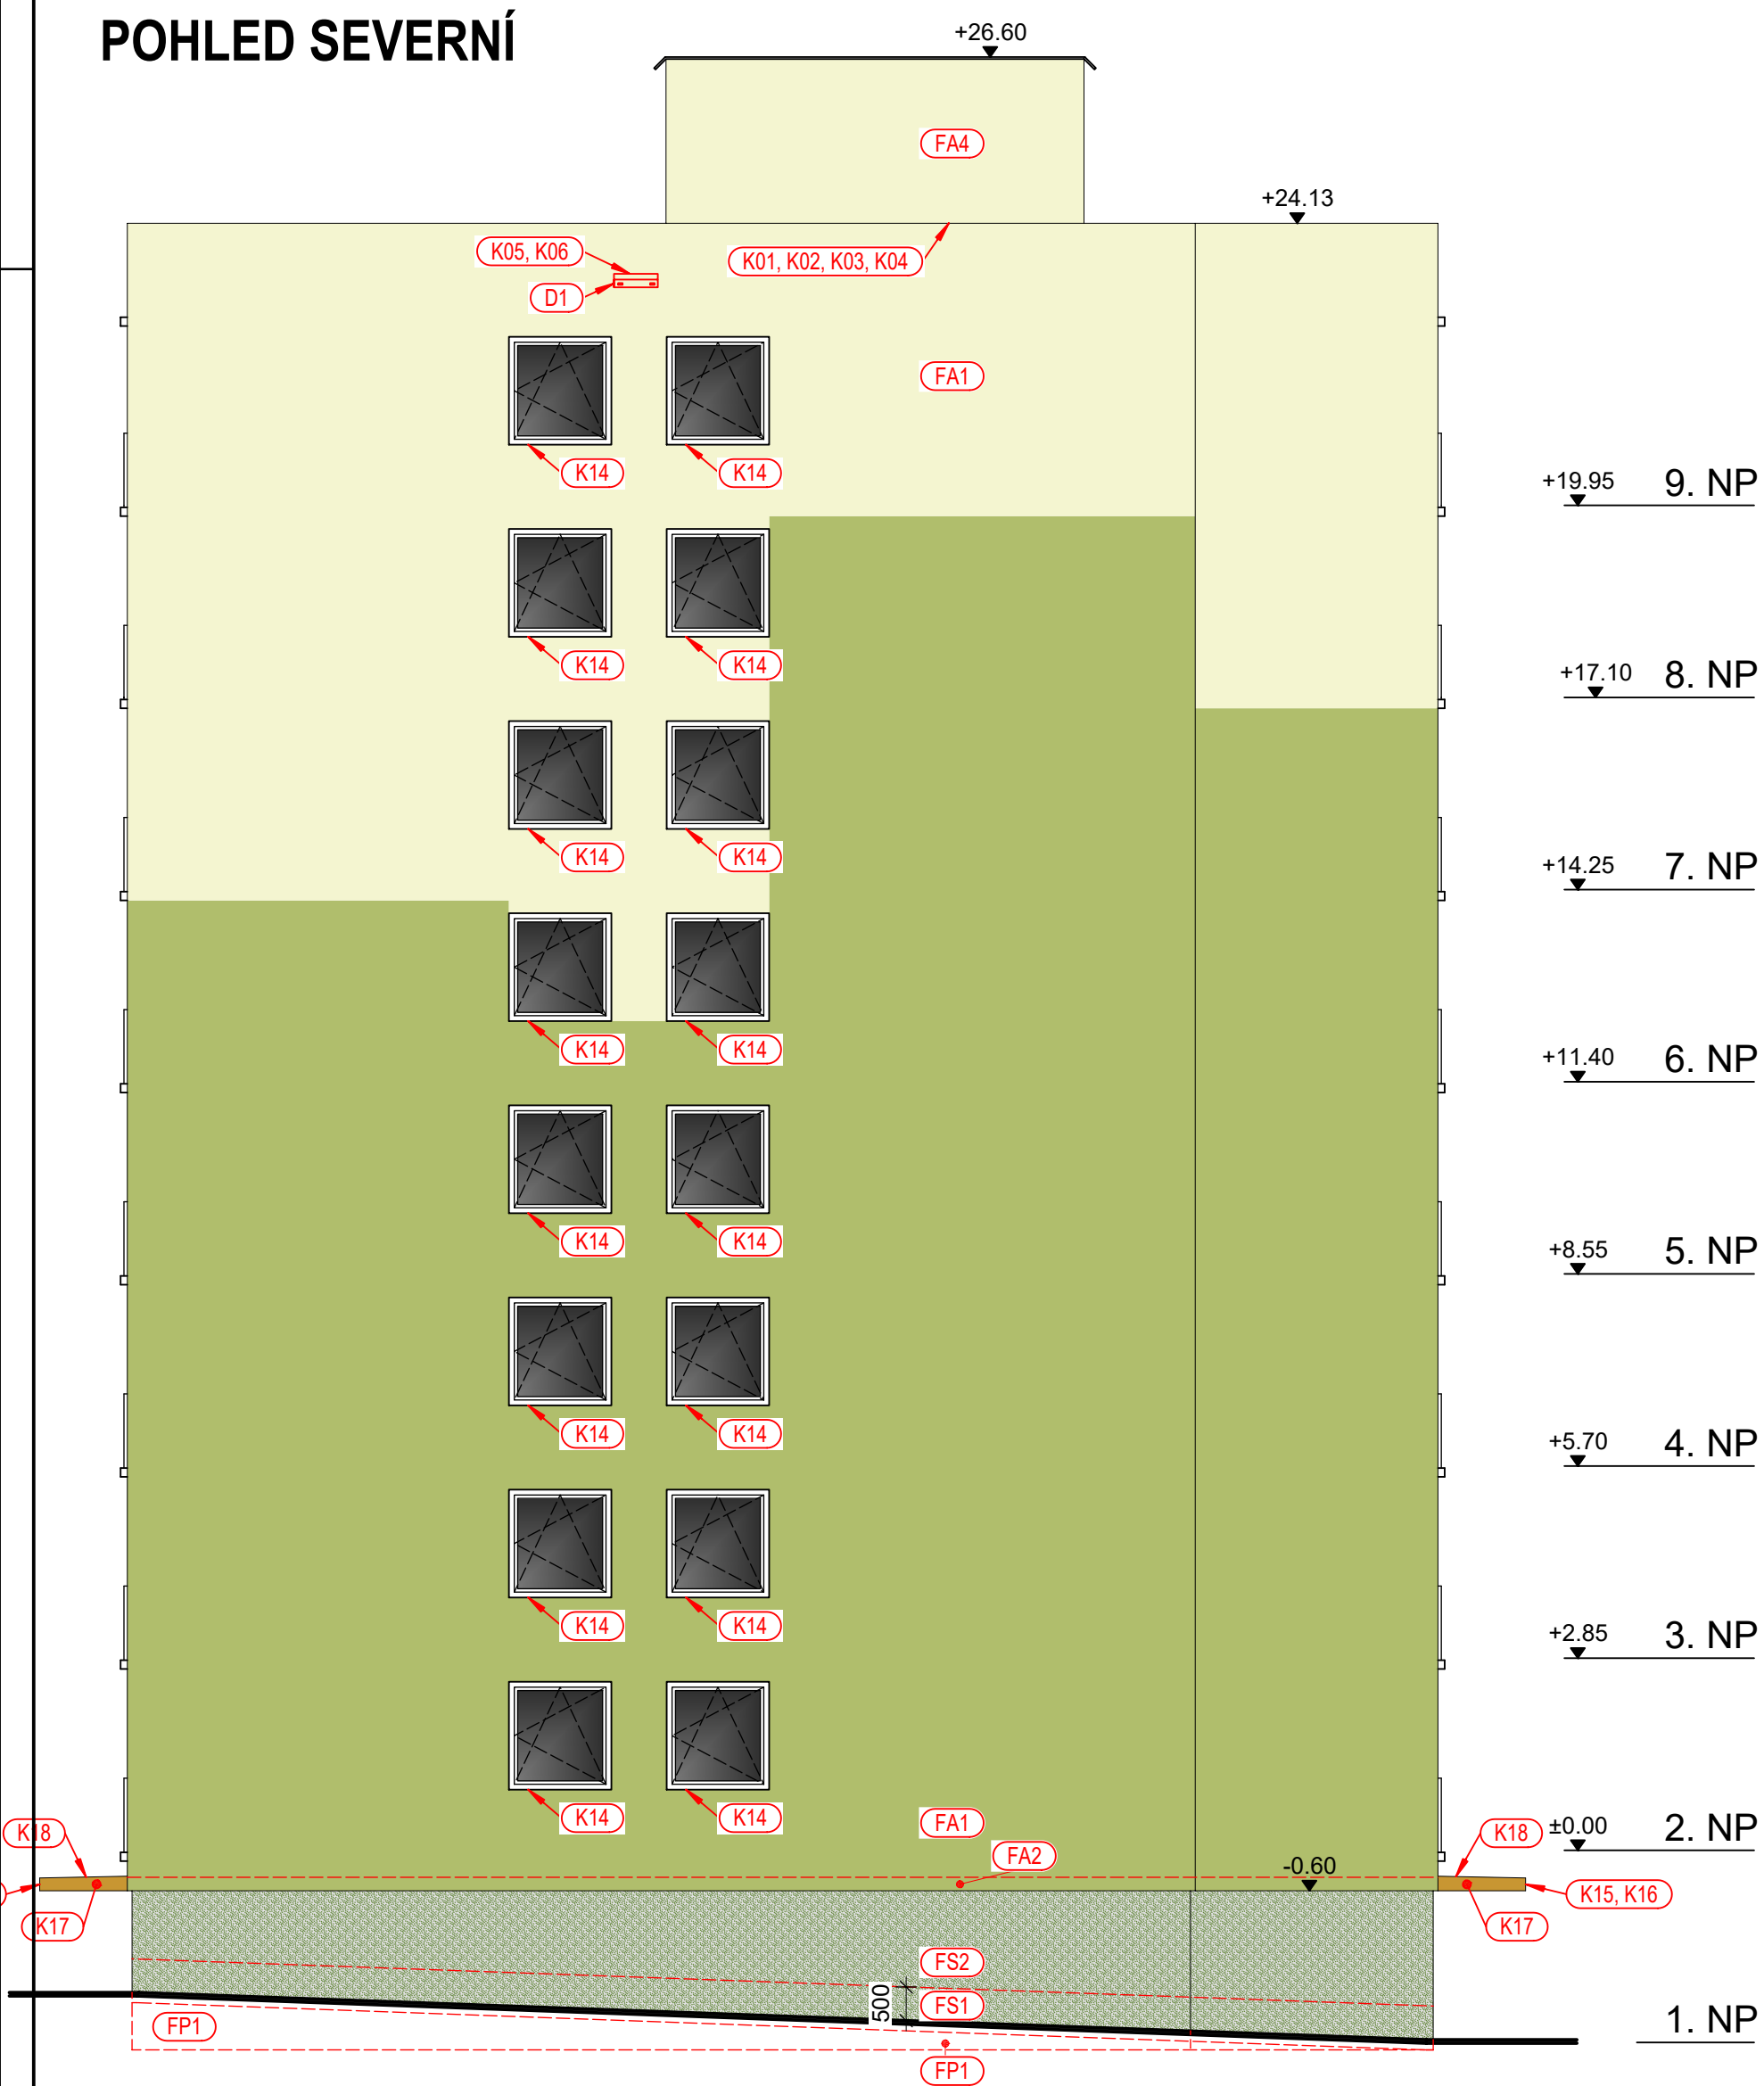 POHLED SEVERNÍ
+26.60
FA4
+24.13
K05, K06
K01, K02, K03, K04
D1
FA1
K14 K14
+19.95 9. NP
K14 K14
+17.10 8. NP
K14 K14
+14.25 7. NP
K14 K14
+11.40 6. NP
K14 K14
+8.55 5. NP
K14 K14
+5.70 4. NP
K14 K14
+2.85 3. NP
K14 K14
FA1
K18 K18 ±0.00 2. NP
FA2
-0.60
K15, K16
K17 K17
FS2
500
FS1
FP1
1. NP
FP1